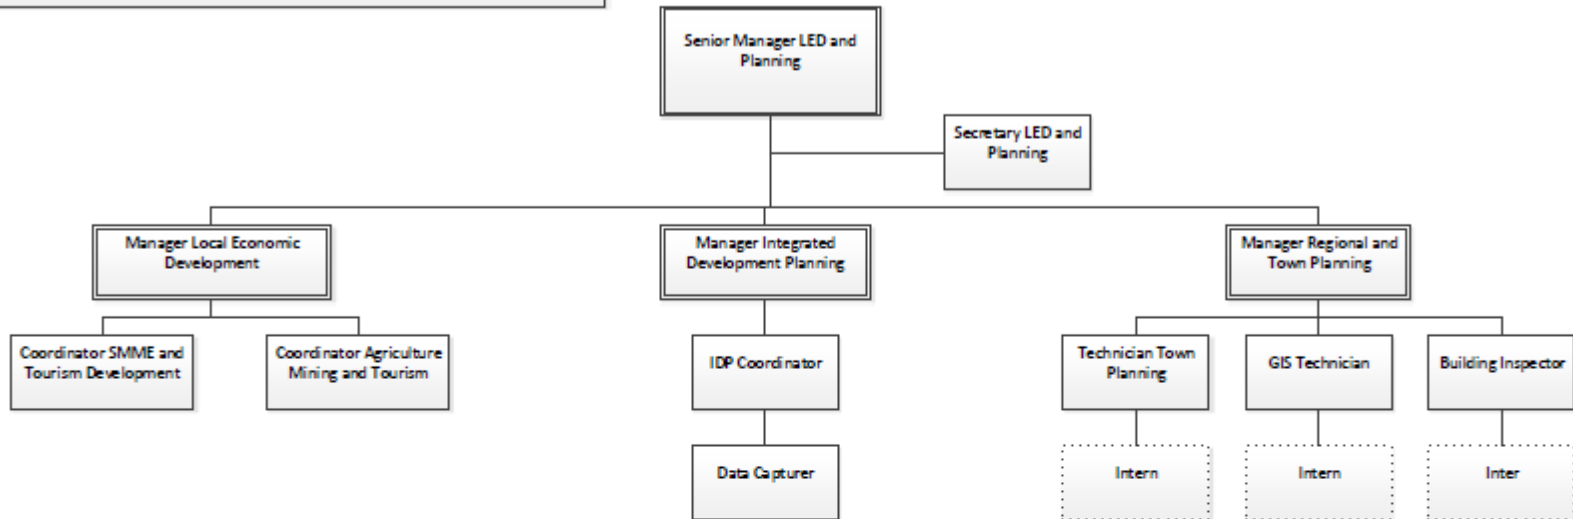 Senior Manager LED and
Planning
Secretary LED and
Planning
Manager Local Economic
Development
Manager Integrated
Development Planning
Manager Regional and
Town Planning
Coordinator SMME and
Tourism Development
Coordinator Agriculture
Mining and Tourism
IDP Coordinator
Technician Town
Planning
GIS Technician
Building Inspector
Data Capturer
Intern
Intern
Inter